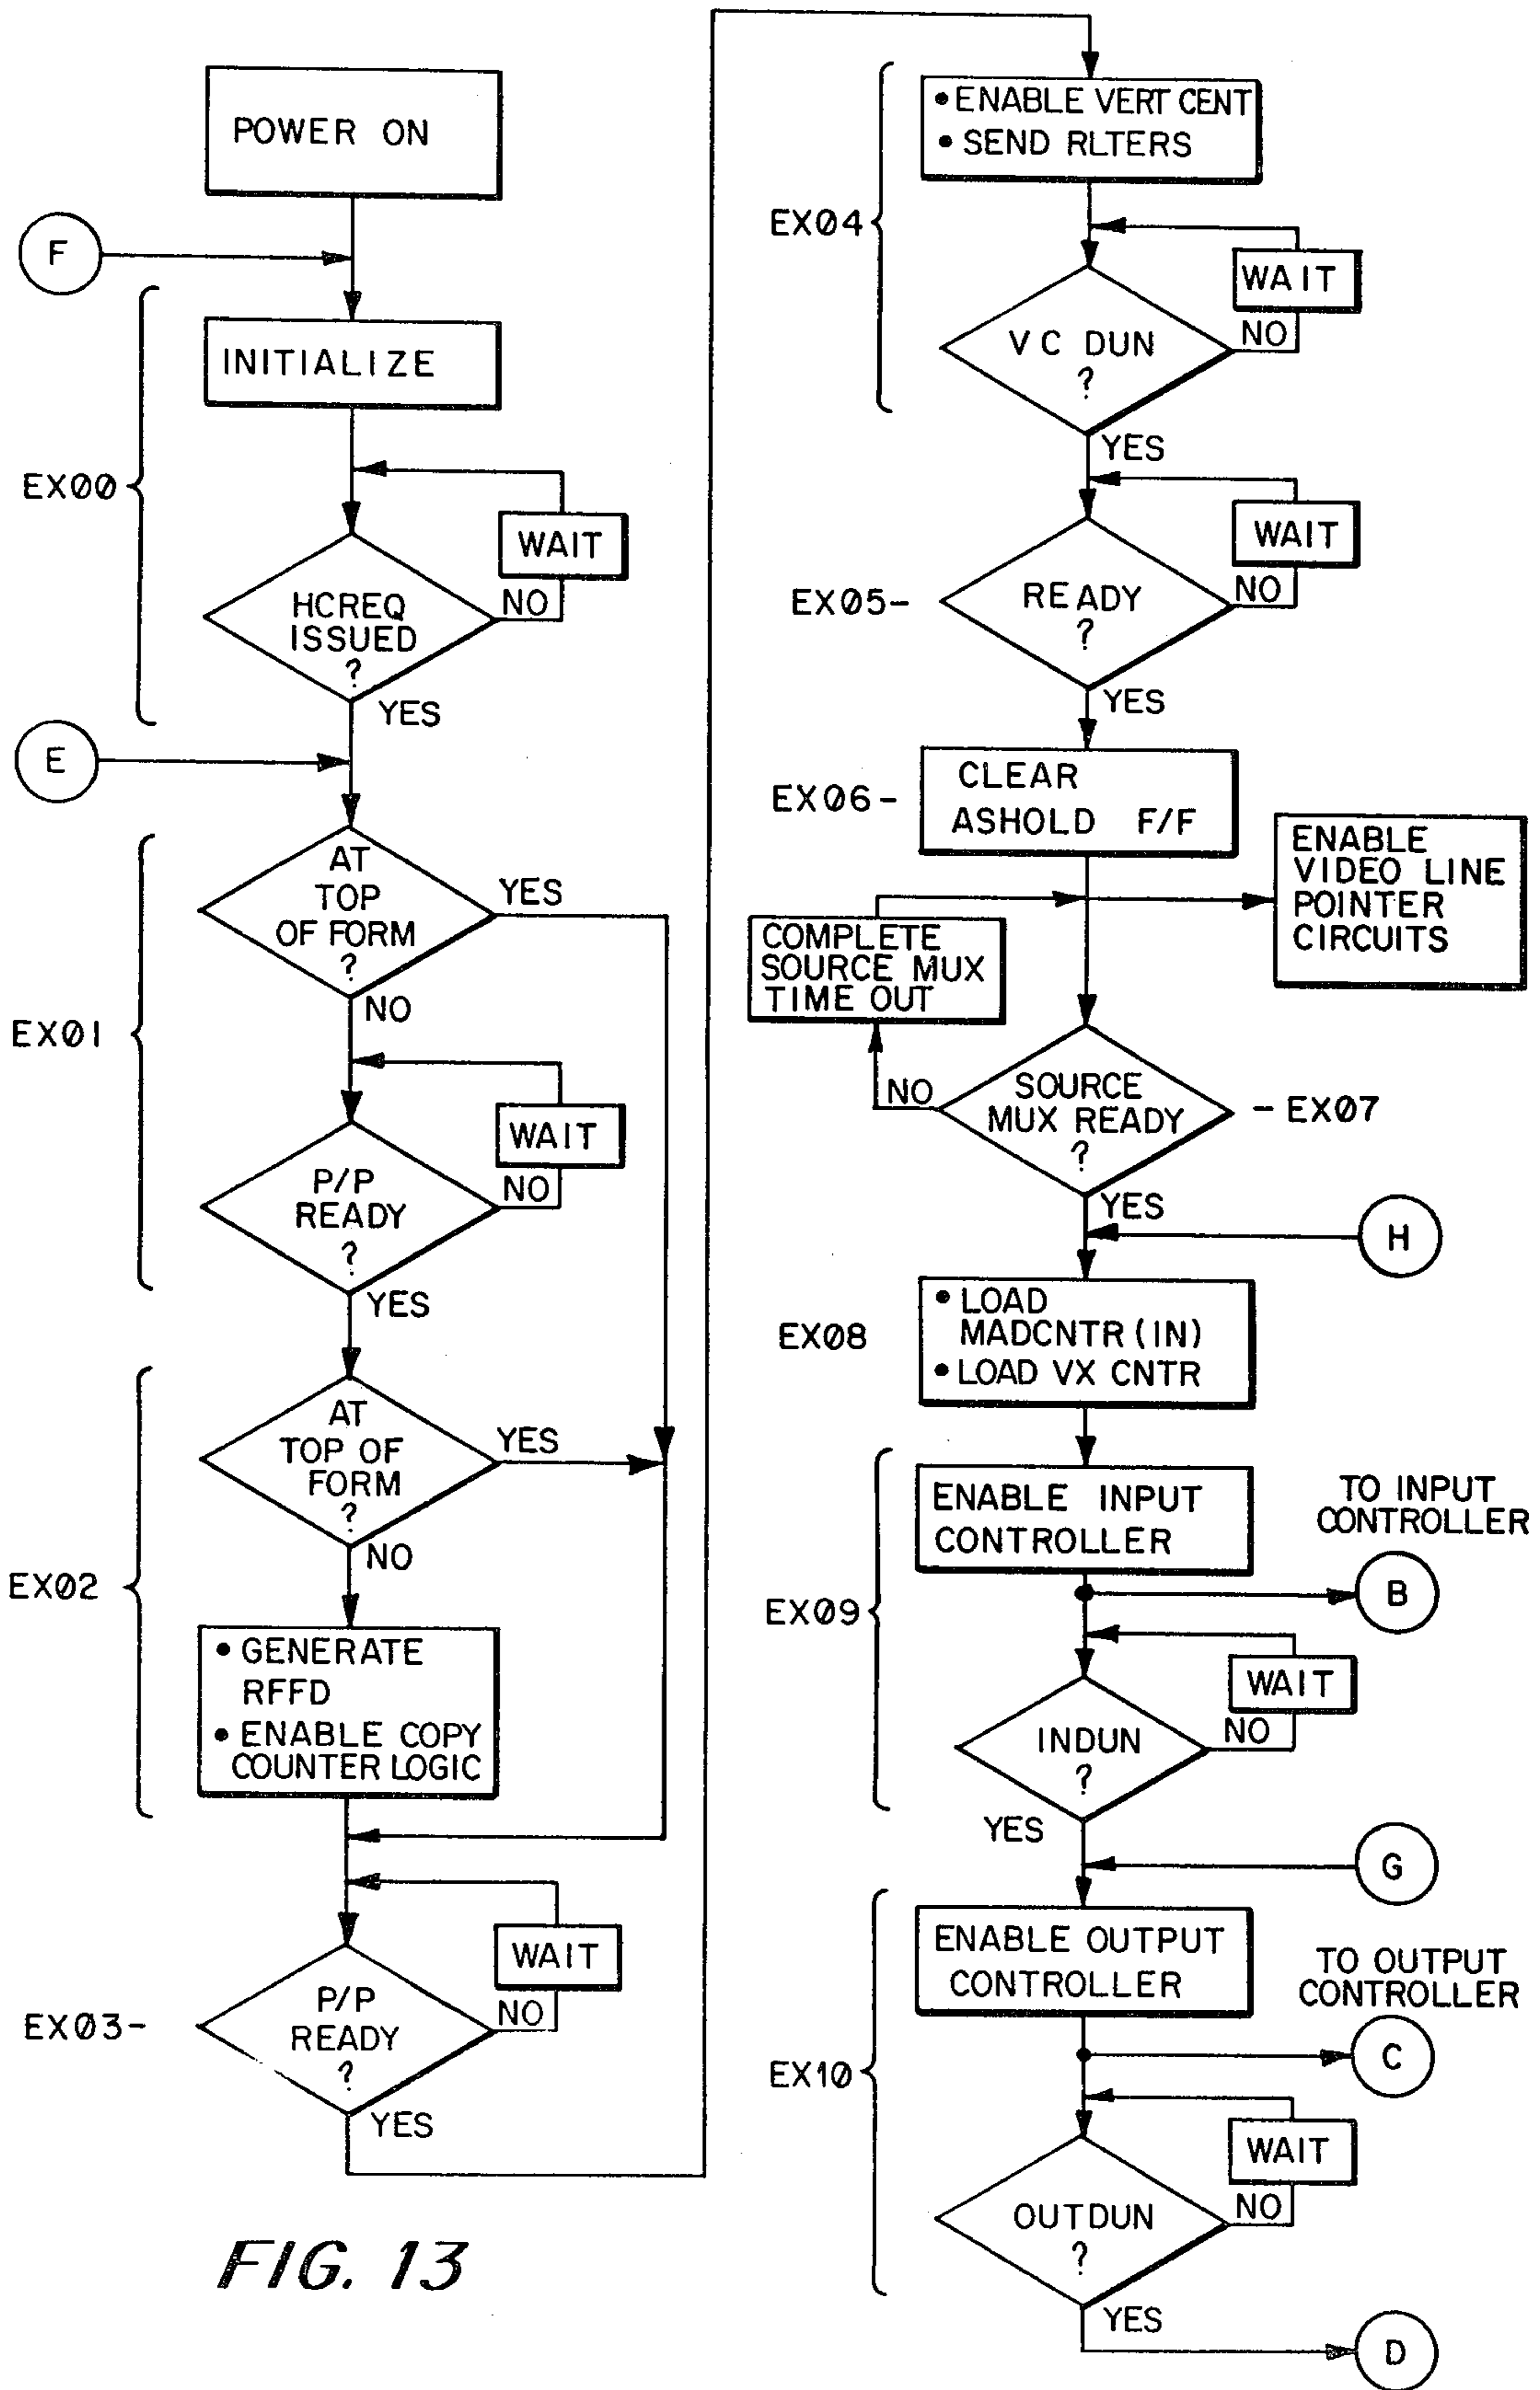 POWER ON
F
INITIALIZE
EX00
WAIT
HCREQ
ISSUED
?
NO
YES
E
AT
TOP
OF FORM
?
YES
NO
EX01
WAIT
P/P
READY
?
NO
YES
AT
TOP OF
FORM
?
YES
NO
EX02
• GENERATE
RFFD
• ENABLE COPY
COUNTER LOGIC
WAIT
EX03-
P/P
READY
?
NO
YES
FIG. 13
• ENABLE VERT CENT
• SEND RLTERS
EX04
WAIT
V C DUN
?
NO
YES
WAIT
EX05-
READY
?
NO
YES
EX06-
CLEAR
ASHOLD F/F
ENABLE
VIDEO LINE
POINTER
CIRCUITS
COMPLETE
SOURCE MUX
TIME OUT
NO
SOURCE
MUX READY
?
- EX07
YES
H
EX08
• LOAD
MADCNTR (IN)
• LOAD VX CNTR
ENABLE INPUT
CONTROLLER
TO INPUT
CONTROLLER
B
EX09
WAIT
INDUN
?
NO
YES
G
ENABLE OUTPUT
CONTROLLER
TO OUTPUT
CONTROLLER
C
EX10
WAIT
OUTDUN
?
NO
YES
D